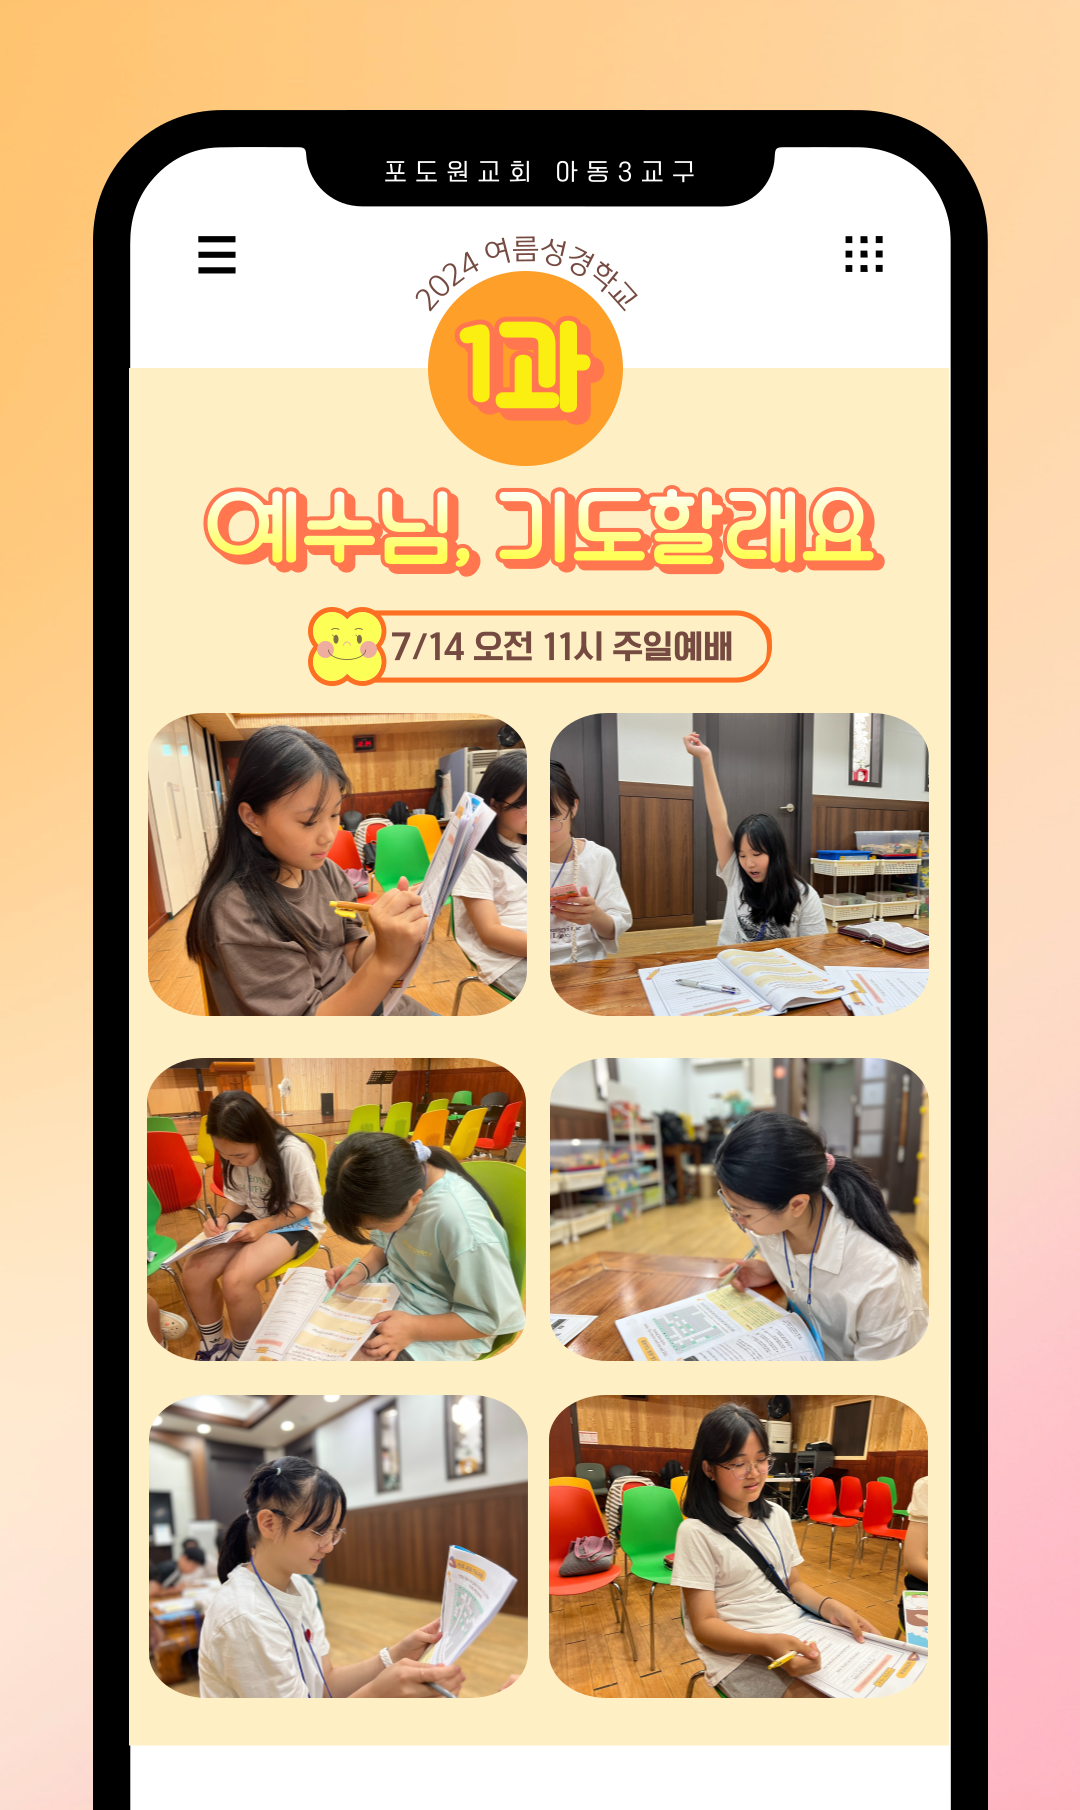 포도원교회 아동3교구
2024 여름성경학교
1과
예수님, 기도할래요
7/14 오전 11시 주일예배